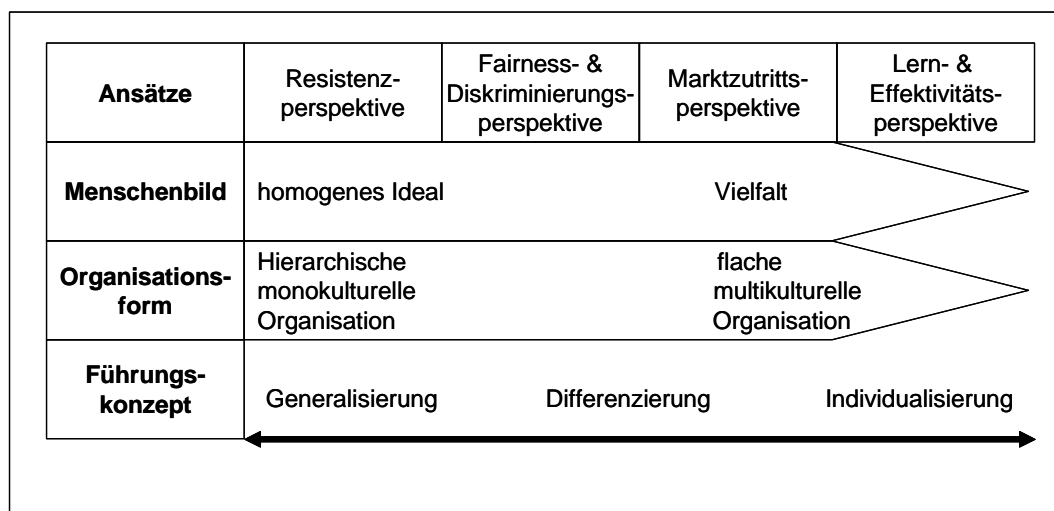 Ansätze
Resistenz-
perspektive
Fairness- &
Diskriminierungs-
perspektive
Marktzutritts-
perspektive
Lern- &
Effektivitäts-
perspektive
Menschenbild
homogenes Ideal
Vielfalt
Organisations-
form
Hierarchische
monokulturelle
Organisation
flache
multikulturelle
Organisation
Führungs-
konzept
Generalisierung
Differenzierung
Individualisierung